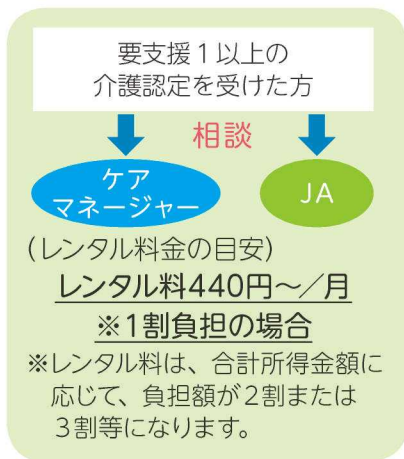 要支援1以上の
介護認定を受けた方
相談
ケア
マネージャー
JA
(レンタル料金の目安)
レンタル料440円～／月
※1割負担の場合
※レンタル料は、合計所得金額に
応じて、負担額が2割または
3割等になります。